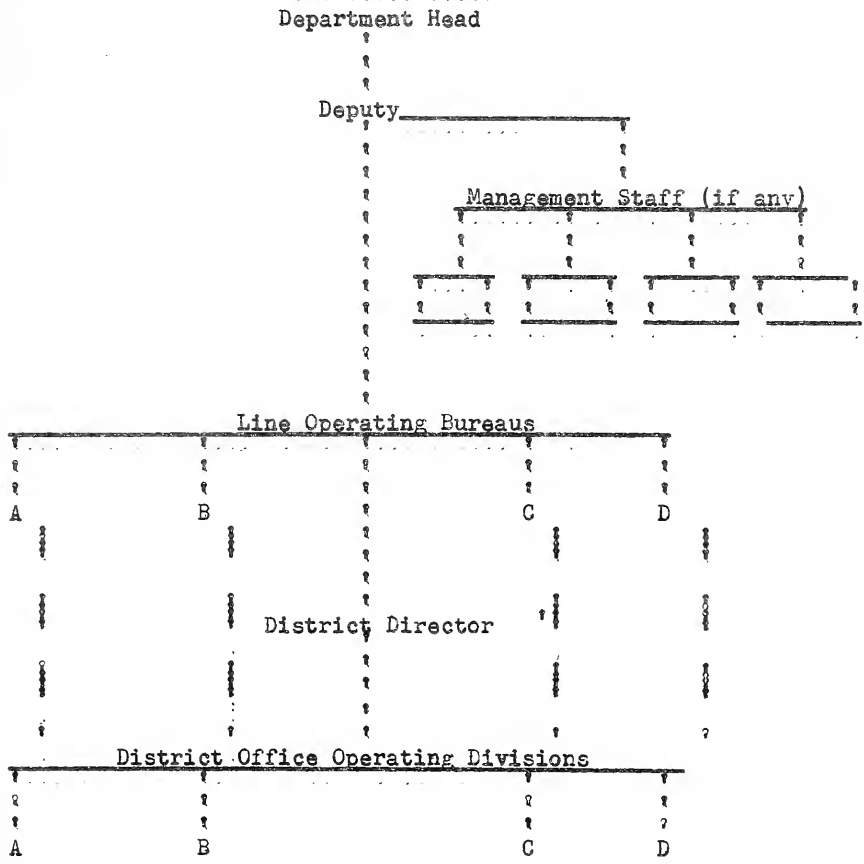 Department Head
Deputy
Management Staff (if any)
Line Operating Bureaus
A B C D
District Director
District Office Operating Divisions
A B C D